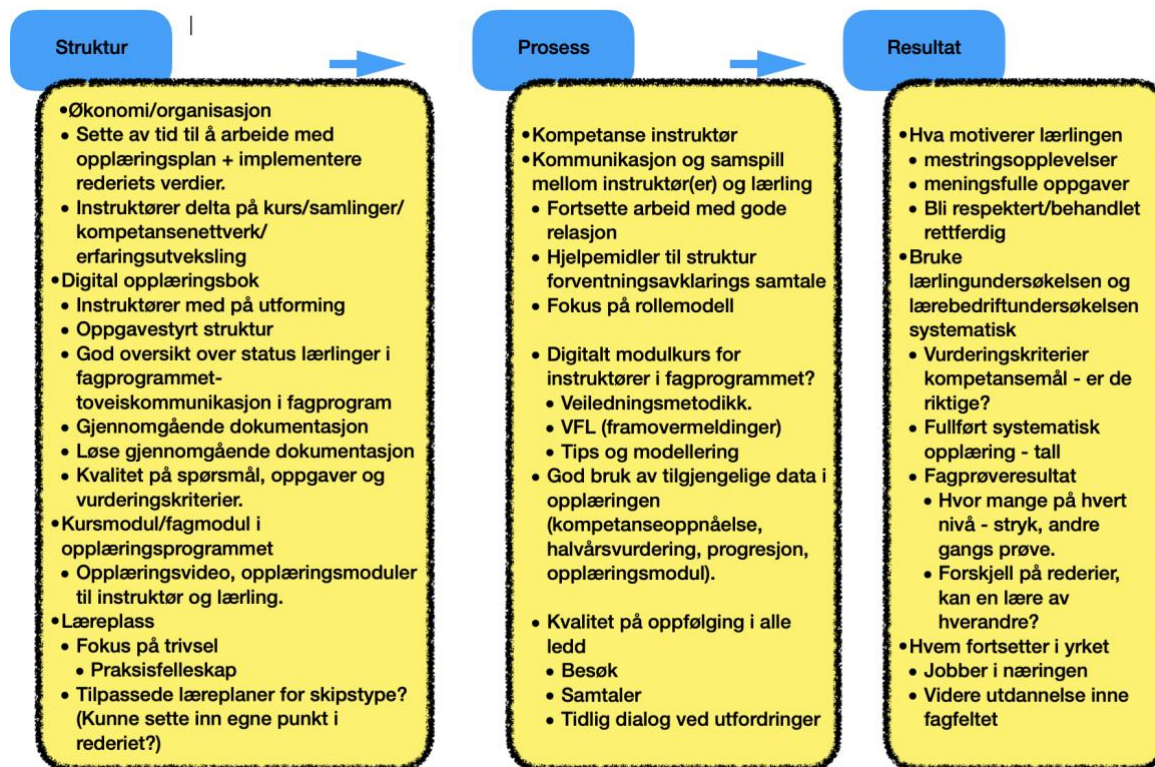 Struktur
•Økonomi/organisasjon
• Sette av tid til å arbeide med
opplæringsplan + implementere
rederiets verdier.
• Instruktører delta på kurs/samlinger/
kompetansenettverk/
erfaringsutveksling
•Digital opplæringsbok
• Instruktører med på utforming
• Oppgavestyrt struktur
• God oversikt over status lærlinger i
fagprogrammet-
toveiskommunikasjon i fagprogram
• Gjennomgående dokumentasjon
• Løse gjennomgående dokumentasjon
• Kvalitet på spørsmål, oppgaver og
vurderingskriterier.
•Kursmodul/fagmodul i
opplæringsprogrammet
• Opplæringsvideo, opplæringsmoduler
til instruktør og lærling.
•Læreplass
• Fokus på trivsel
• Praksisfelleskap
• Tilpassede læreplaner for skipstype?
(Kunne sette inn egne punkt i
rederiet?)
Prosess
•Kompetanse instruktør
•Kommunikasjon og samspill
mellom instruktør(er) og lærling
• Fortsette arbeid med gode
relasjon
• Hjelpemidler til struktur
forventningsavklarings samtale
• Fokus på rollemodell
• Digitalt modulkurs for
instruktører i fagprogrammet?
• Veiledningsmetodikk.
• VFL (framovermeldinger)
• Tips og modellering
• God bruk av tilgjengelige data i
opplæringen
(kompetanseoppnåelse,
halvårsvurdering, progresjon,
opplæringsmodul).
• Kvalitet på oppfølging i alle
ledd
• Besøk
• Samtaler
• Tidlig dialog ved utfordringer
Resultat
•Hva motiverer lærlingen
• mestringsopplevelser
• meningsfulle oppgaver
• Bli respektert/behandlet
rettferdig
•Bruke
lærlingundersøkelsen og
lærebedriftundersøkelsen
systematisk
• Vurderingskriterier
kompetansemål - er de
riktige?
• Fullført systematisk
opplæring - tall
• Fagprøveresultat
• Hvor mange på hvert
nivå - stryk, andre
gangs prøve.
• Forskjell på rederier,
kan en lære av
hverandre?
•Hvem fortsetter i yrket
• Jobber i næringen
• Videre utdannelse inne
fagfeltet